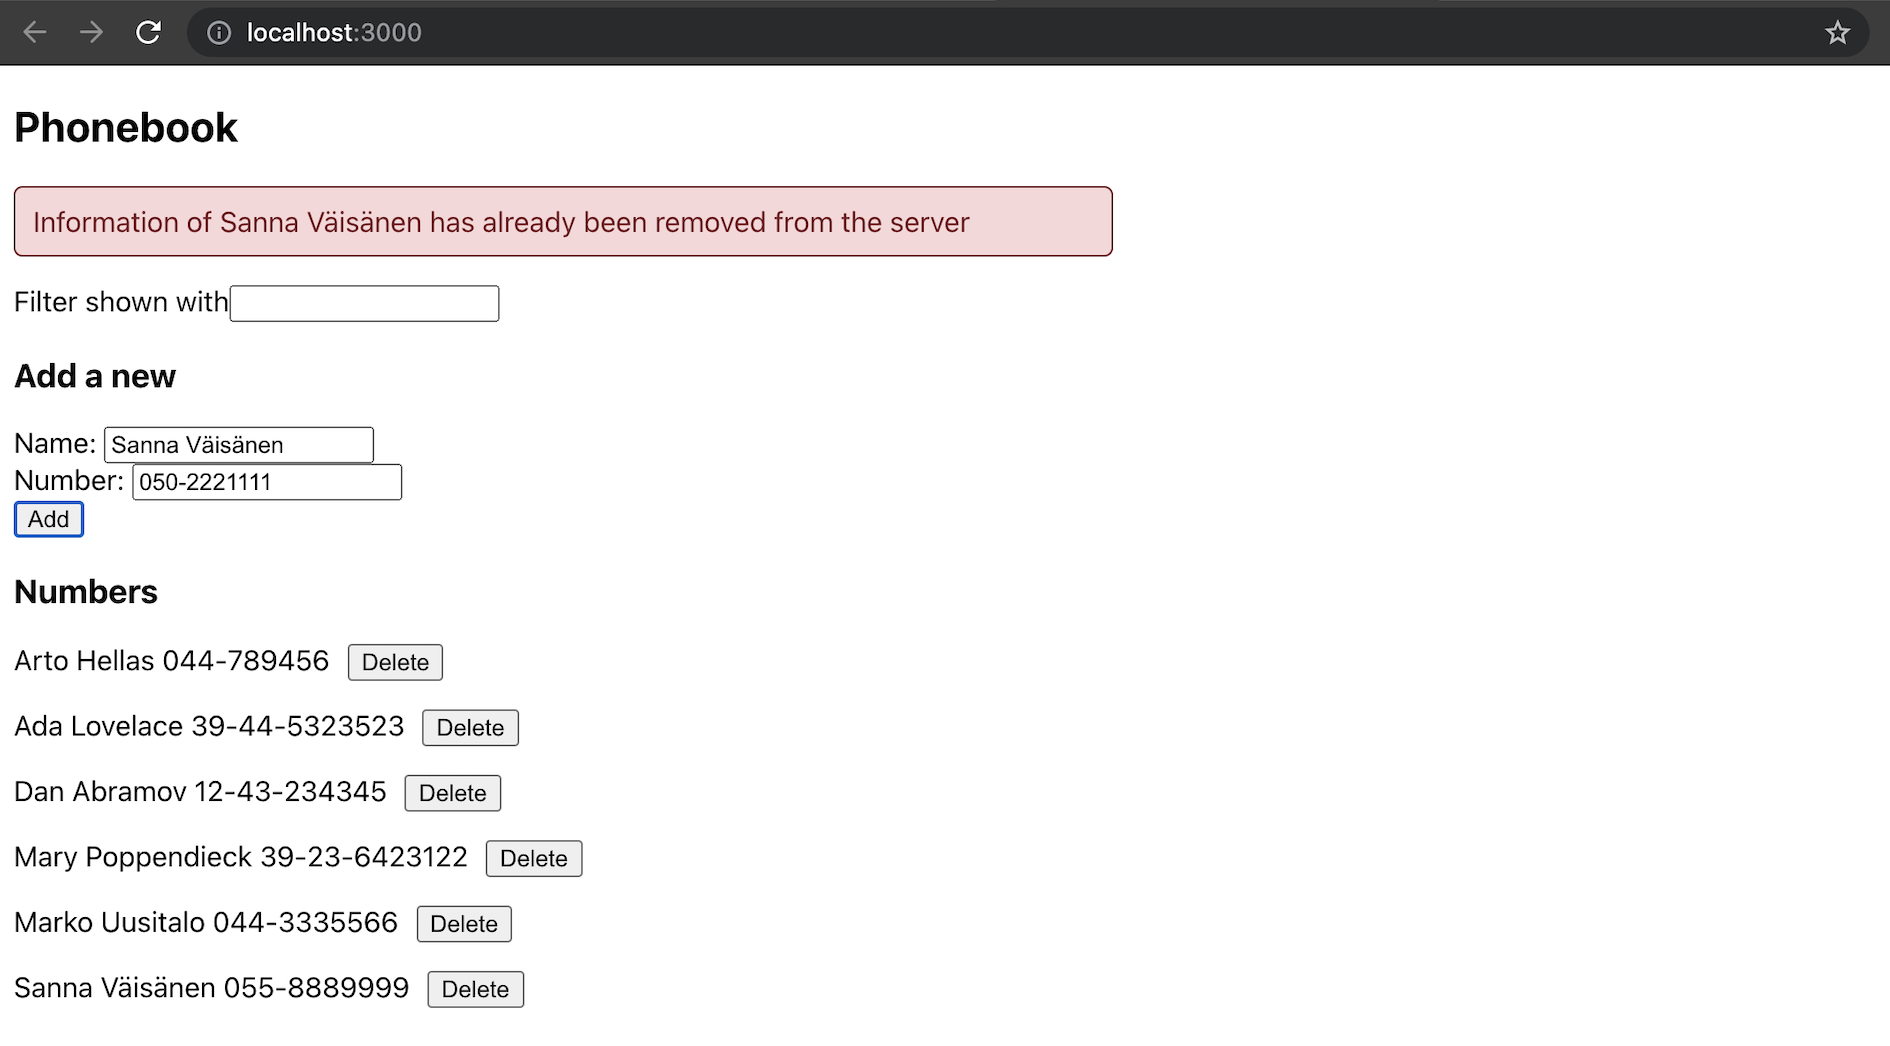 localhost:3000
Phonebook
Information of Sanna Väisänen has already been removed from the server
Filter shown with
Add a new
Name: Sanna Väisänen
Number: 050-2221111
Add
Numbers
Arto Hellas 044-789456 Delete
Ada Lovelace 39-44-5323523 Delete
Dan Abramov 12-43-234345 Delete
Mary Poppendieck 39-23-6423122 Delete
Marko Uusitalo 044-3335566 Delete
Sanna Väisänen 055-8889999 Delete